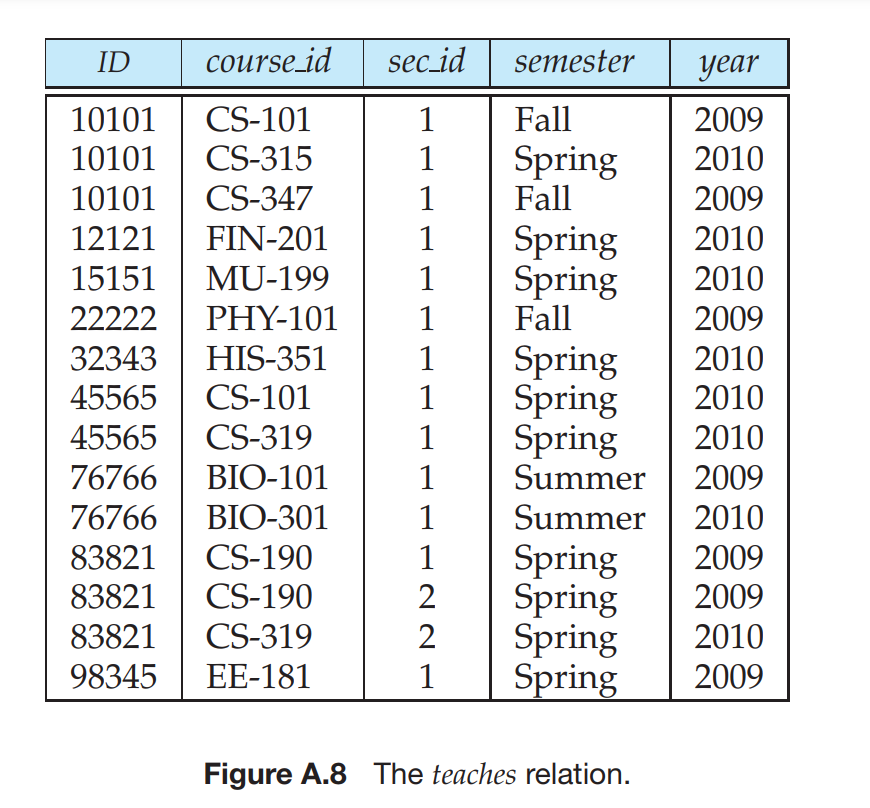 ID course_id sec_id semester year
10101 CS-101 1 Fall 2009
10101 CS-315 1 Spring 2010
10101 CS-347 1 Fall 2009
12121 FIN-201 1 Spring 2010
15151 MU-199 1 Spring 2010
22222 PHY-101 1 Fall 2009
32343 HIS-351 1 Spring 2010
45565 CS-101 1 Spring 2010
45565 CS-319 1 Spring 2010
76766 BIO-101 1 Summer 2009
76766 BIO-301 1 Summer 2010
83821 CS-190 1 Spring 2009
83821 CS-190 2 Spring 2009
83821 CS-319 2 Spring 2010
98345 EE-181 1 Spring 2009
Figure A.8 The teaches relation.